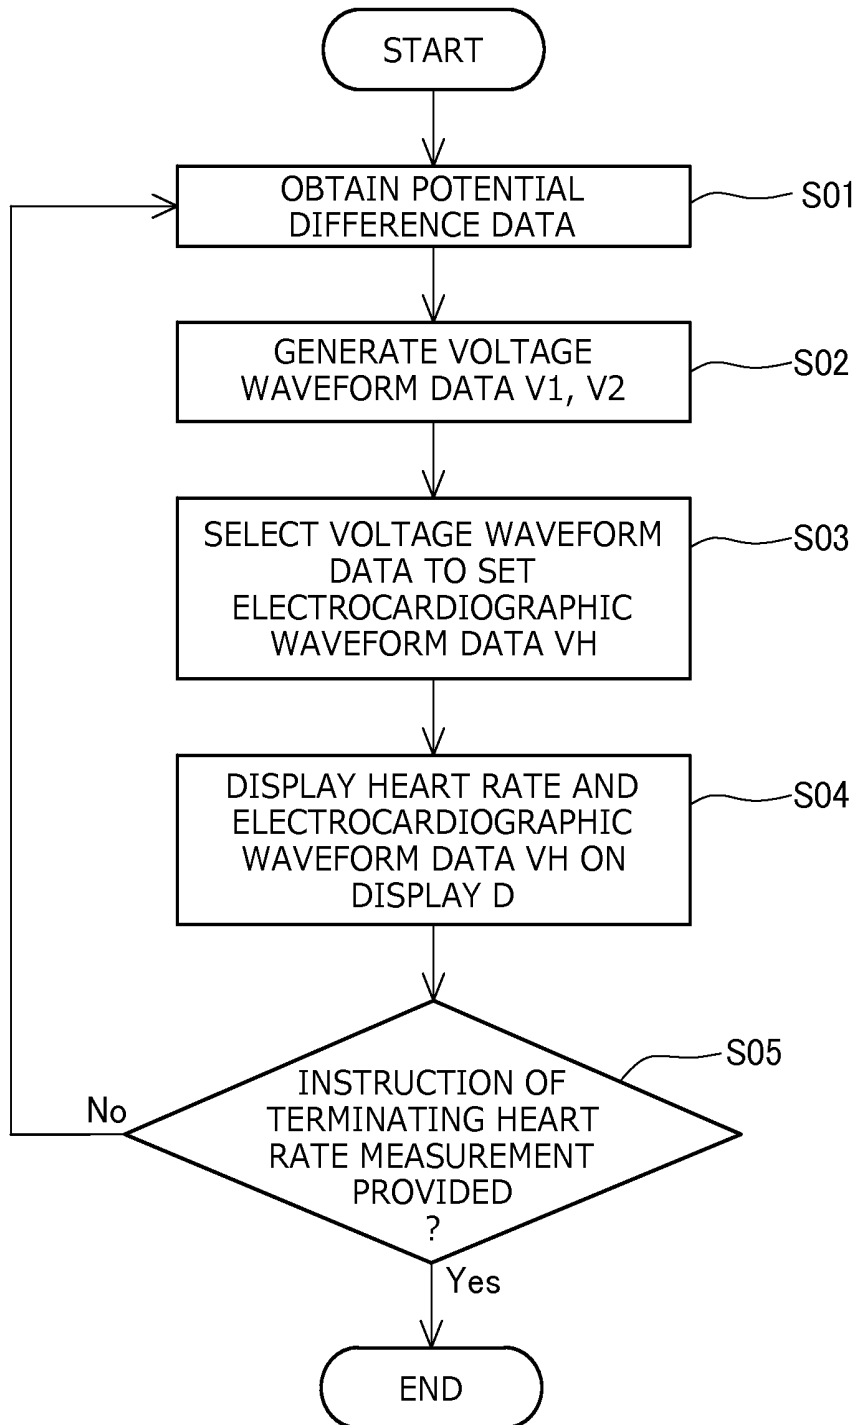 START
OBTAIN POTENTIAL
DIFFERENCE DATA
S01
GENERATE VOLTAGE
WAVEFORM DATA V1, V2
S02
SELECT VOLTAGE WAVEFORM
DATA TO SET
ELECTROCARDIOGRAPHIC
WAVEFORM DATA VH
S03
DISPLAY HEART RATE AND
ELECTROCARDIOGRAPHIC
WAVEFORM DATA VH ON
DISPLAY D
S04
INSTRUCTION OF
TERMINATING HEART
RATE MEASUREMENT
PROVIDED
?
S05
No
Yes
END